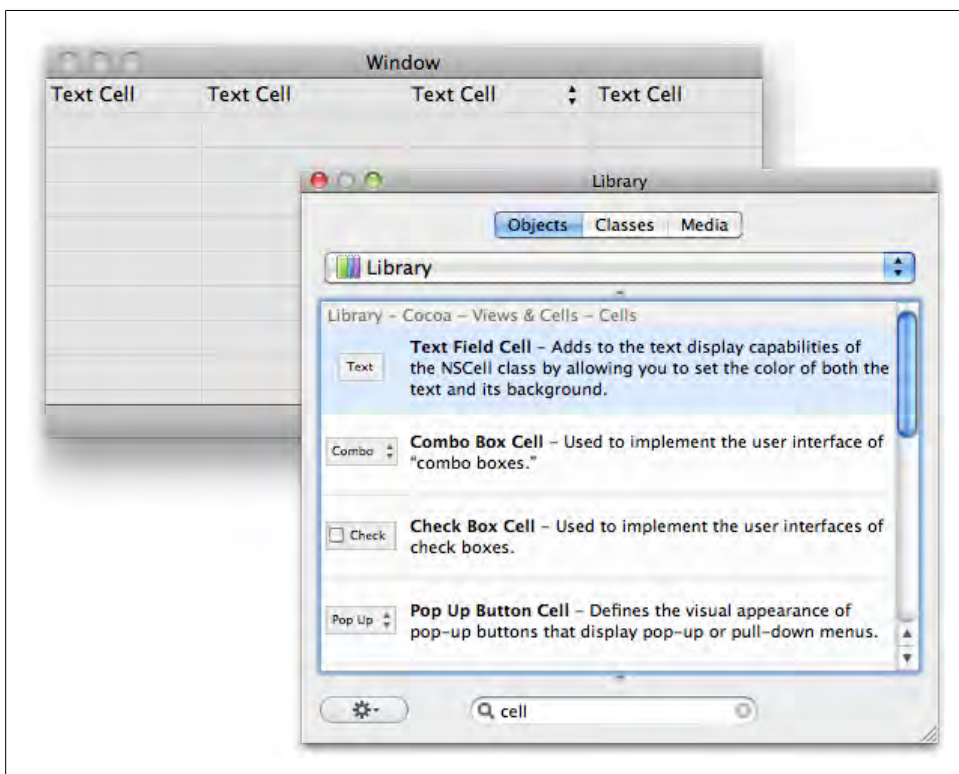 Window
Text Cell Text Cell Text Cell Text Cell
Library
Objects Classes Media
Library
Library – Cocoa – Views & Cells – Cells
Text
Text Field Cell – Adds to the text display capabilities of
the NSCell class by allowing you to set the color of both the
text and its background.
Combo
Combo Box Cell – Used to implement the user interface of
“combo boxes.”
Check
Check Box Cell – Used to implement the user interfaces of
check boxes.
Pop Up
Pop Up Button Cell – Defines the visual appearance of
pop-up buttons that display pop-up or pull-down menus.
cell